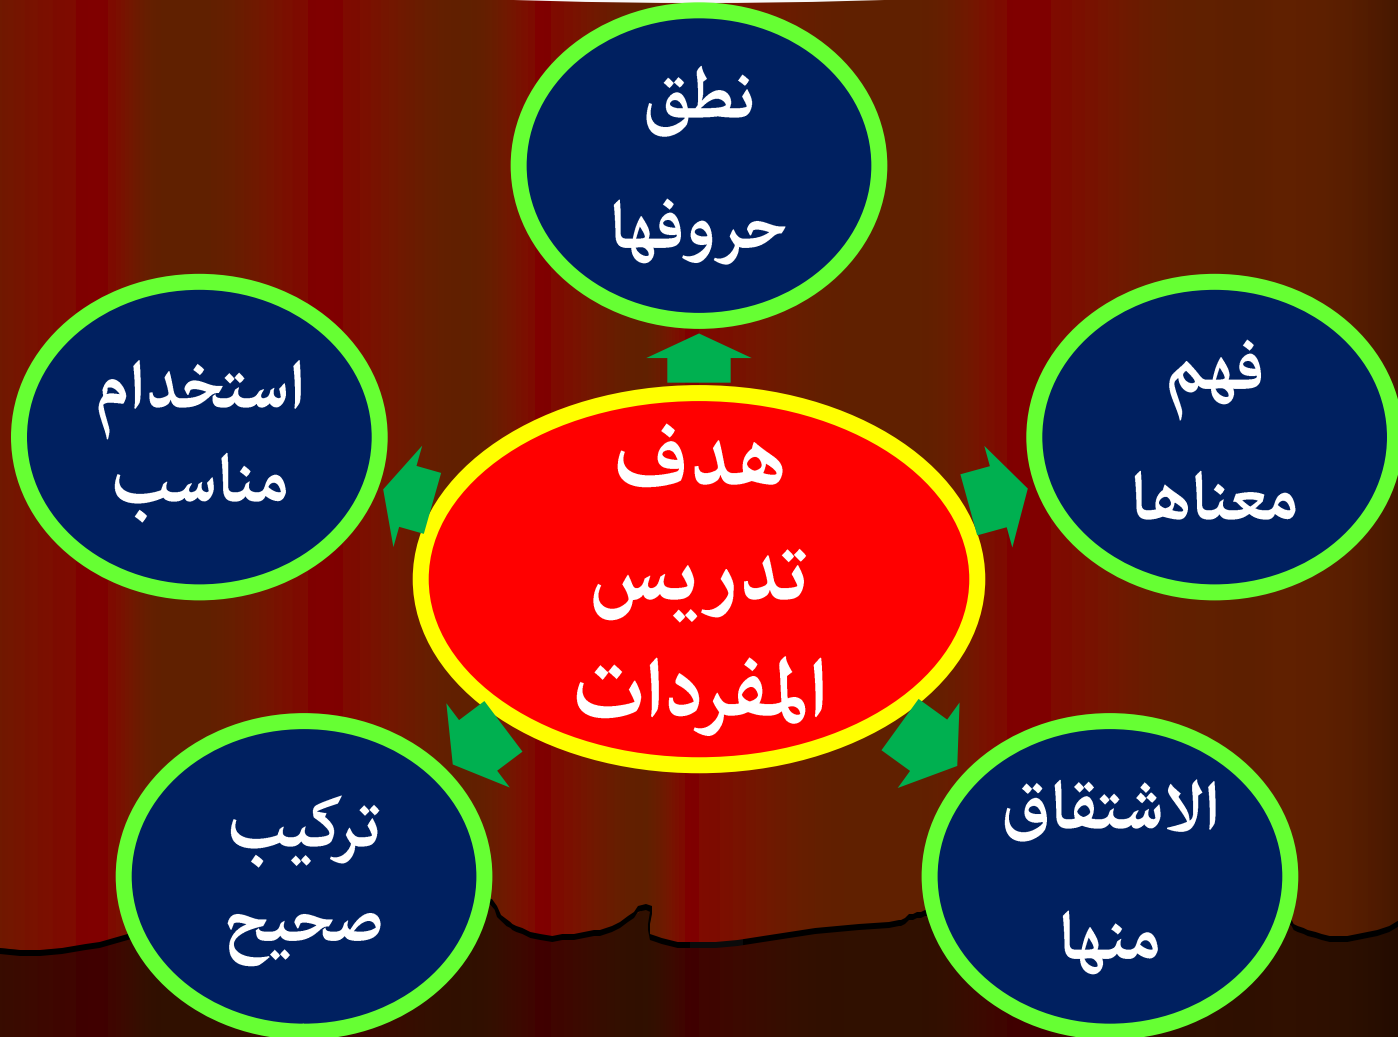 نطق
حروفها
فهم
معناها
استخدام
مناسب
هدف
تدريس
المفردات
الاشتقاق
منها
تركيب
صحيح